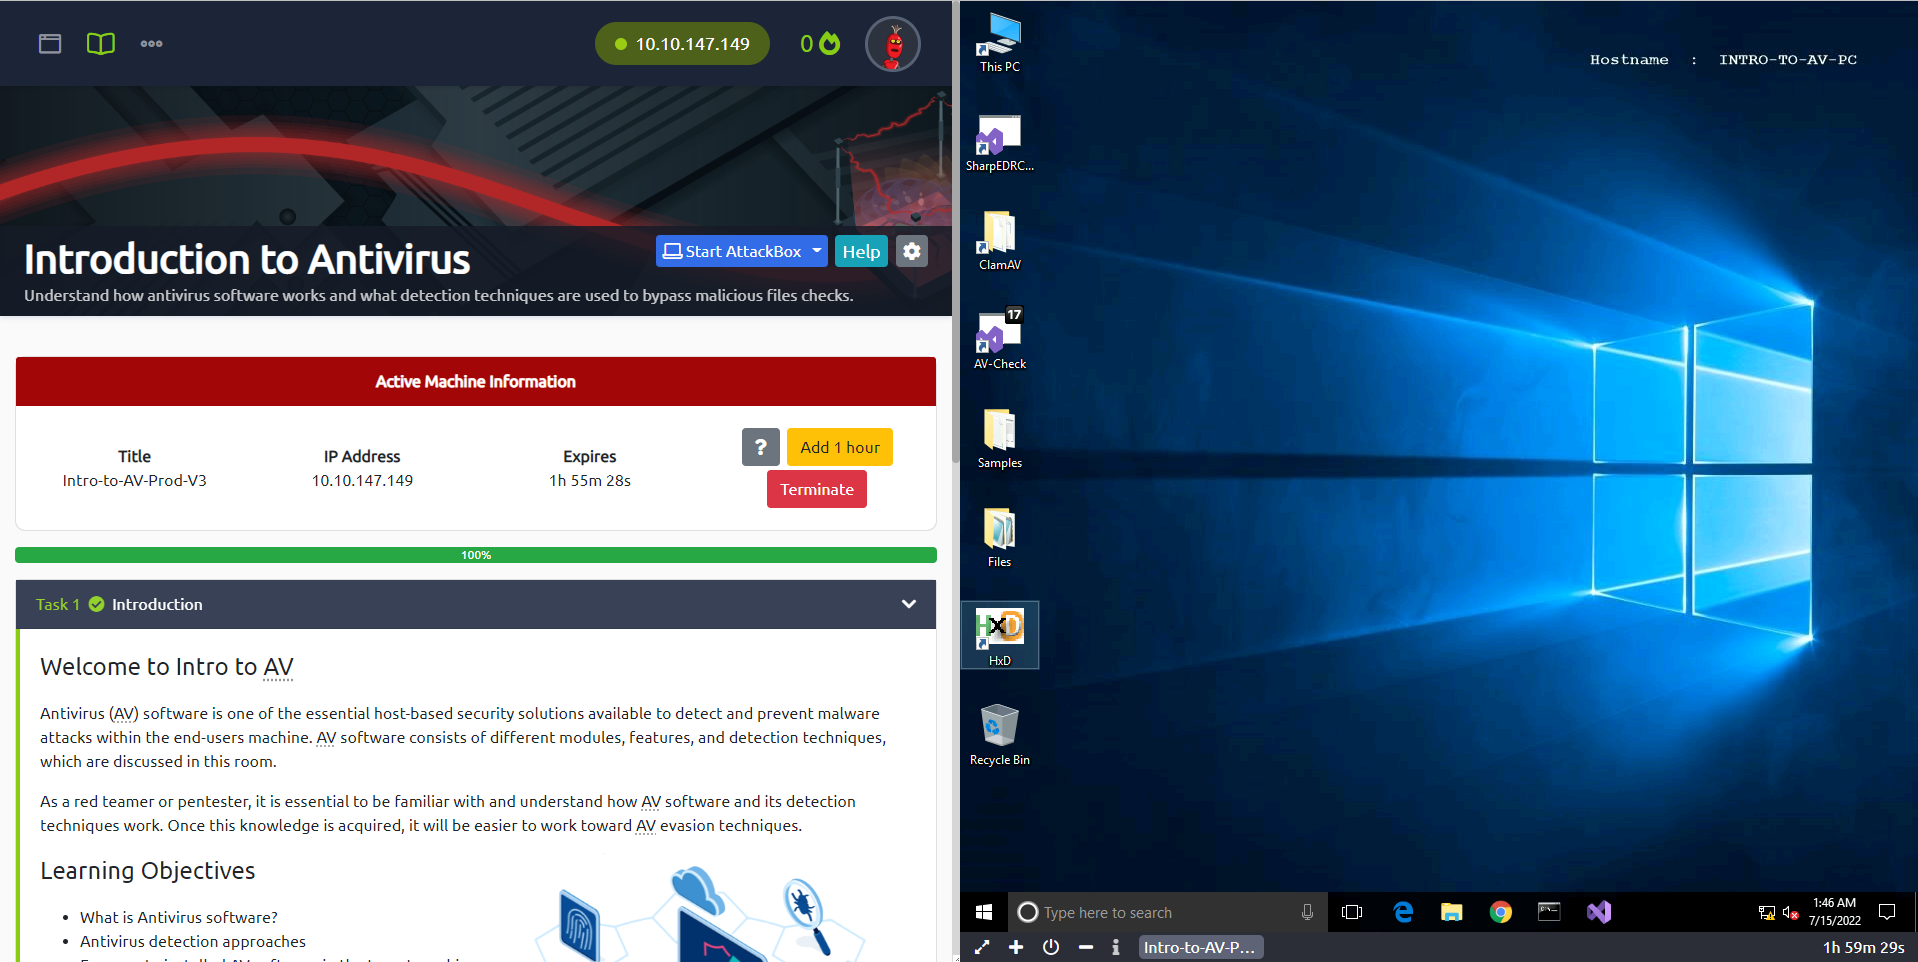 10.10.147.149
0
Introduction to Antivirus
Start AttackBox
Help
Understand how antivirus software works and what detection techniques are used to bypass malicious files checks.
Active Machine Information
Title
IP Address
Expires
?
Add 1 hour
Intro-to-AV-Prod-V3
10.10.147.149
1h 55m 28s
Terminate
100%
Task 1 Introduction
Welcome to Intro to AV
Antivirus (AV) software is one of the essential host-based security solutions available to detect and prevent malware
attacks within the end-users machine. AV software consists of different modules, features, and detection techniques,
which are discussed in this room.
As a red teamer or pentester, it is essential to be familiar with and understand how AV software and its detection
techniques work. Once this knowledge is acquired, it will be easier to work toward AV evasion techniques.
Learning Objectives
What is Antivirus software?
Antivirus detection approaches
This PC
Hostname : INTRO-TO-AV-PC
SharpEDRC...
ClamAV
17
AV-Check
Samples
Files
HxD
HxD
Recycle Bin
Type here to search
1:46 AM
7/15/2022
Intro-to-AV-P...
1h 59m 29s